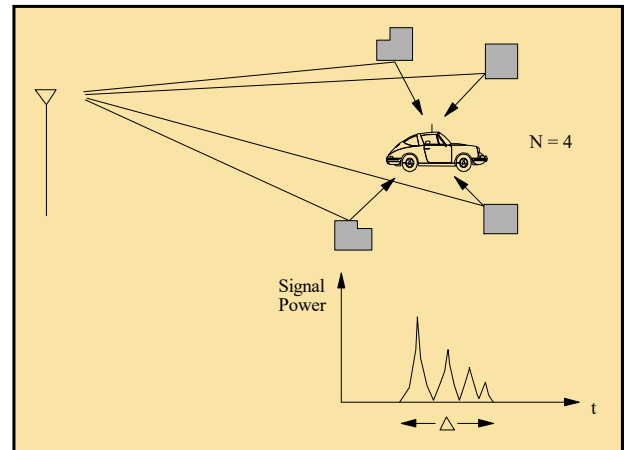 N = 4
Signal
Power
t
Δ